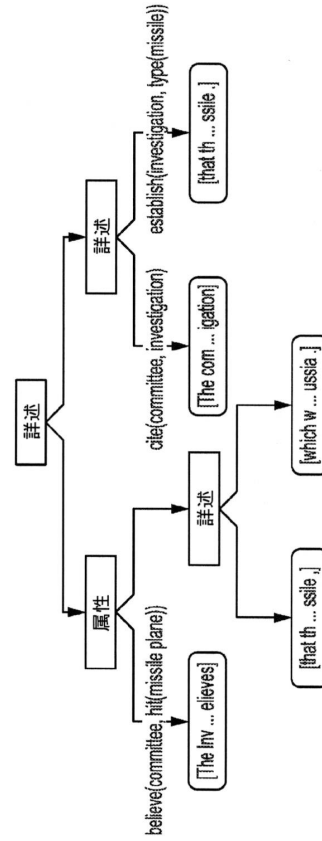 詳述
属性
詳述
believe(committee, hit(missile plane))
cite(committee, investigation)
establish(investigation, type(missile))
[The Inv ... elieves]
詳述
[The com ... igation]
[that th ... ssile .]
[that th ... ssile ,]
[which w ... ussia .]